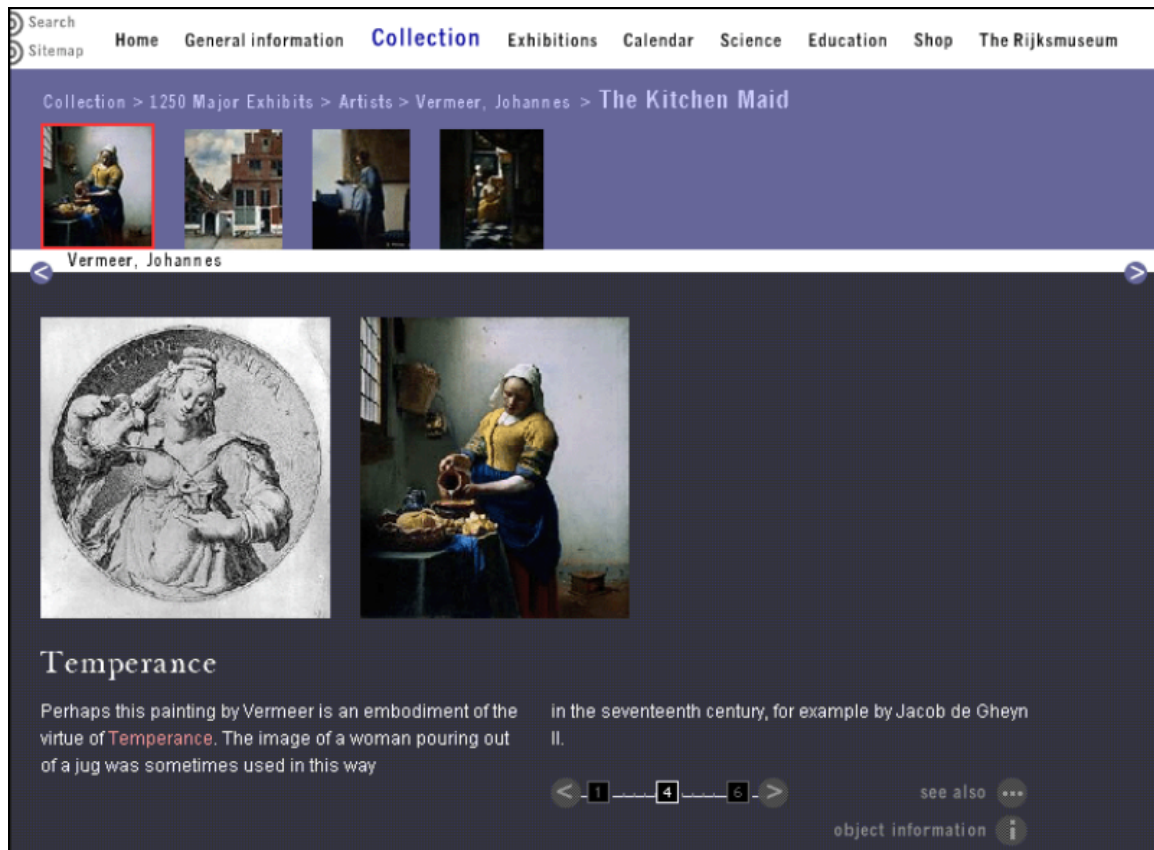 Search
Sitemap
Home General information Collection Exhibitions Calendar Science Education Shop The Rijksmuseum
Collection > 1250 Major Exhibits > Artists > Vermeer, Johannes > The Kitchen Maid
< Vermeer, Johannes >
Temperance
Perhaps this painting by Vermeer is an embodiment of the
virtue of Temperance. The image of a woman pouring out
of a jug was sometimes used in this way
in the seventeenth century, for example by Jacob de Gheyn
II.
< 1 4 6 >
see also ...
object information i